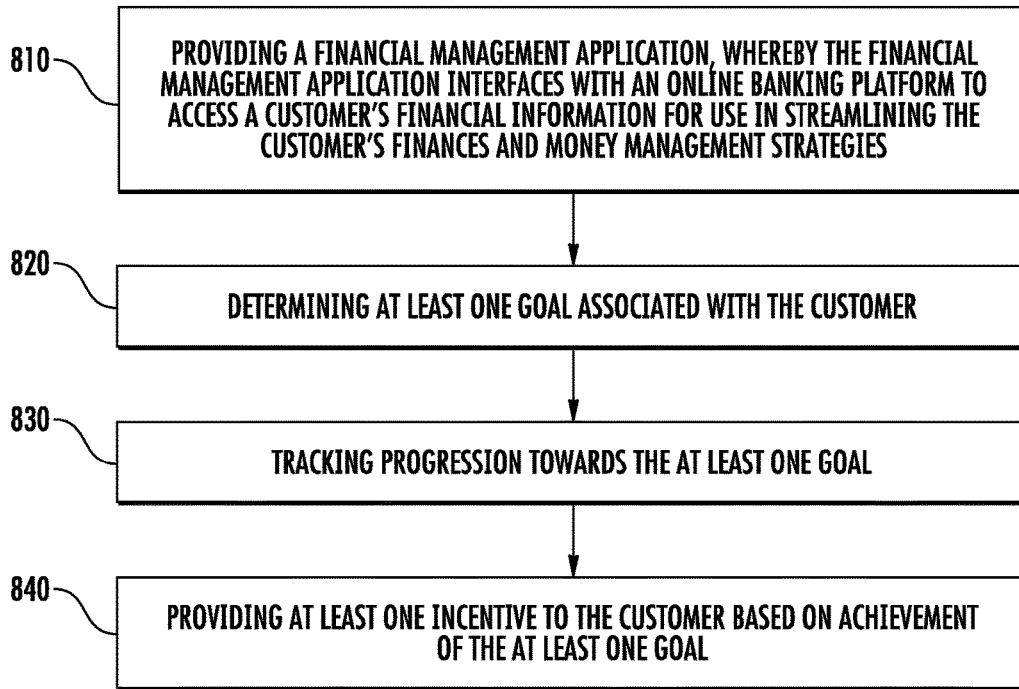 810
PROVIDING A FINANCIAL MANAGEMENT APPLICATION, WHEREBY THE FINANCIAL
MANAGEMENT APPLICATION INTERFACES WITH AN ONLINE BANKING PLATFORM TO
ACCESS A CUSTOMER'S FINANCIAL INFORMATION FOR USE IN STREAMLINING THE
CUSTOMER'S FINANCES AND MONEY MANAGEMENT STRATEGIES
820
DETERMINING AT LEAST ONE GOAL ASSOCIATED WITH THE CUSTOMER
830
TRACKING PROGRESSION TOWARDS THE AT LEAST ONE GOAL
840
PROVIDING AT LEAST ONE INCENTIVE TO THE CUSTOMER BASED ON ACHIEVEMENT
OF THE AT LEAST ONE GOAL